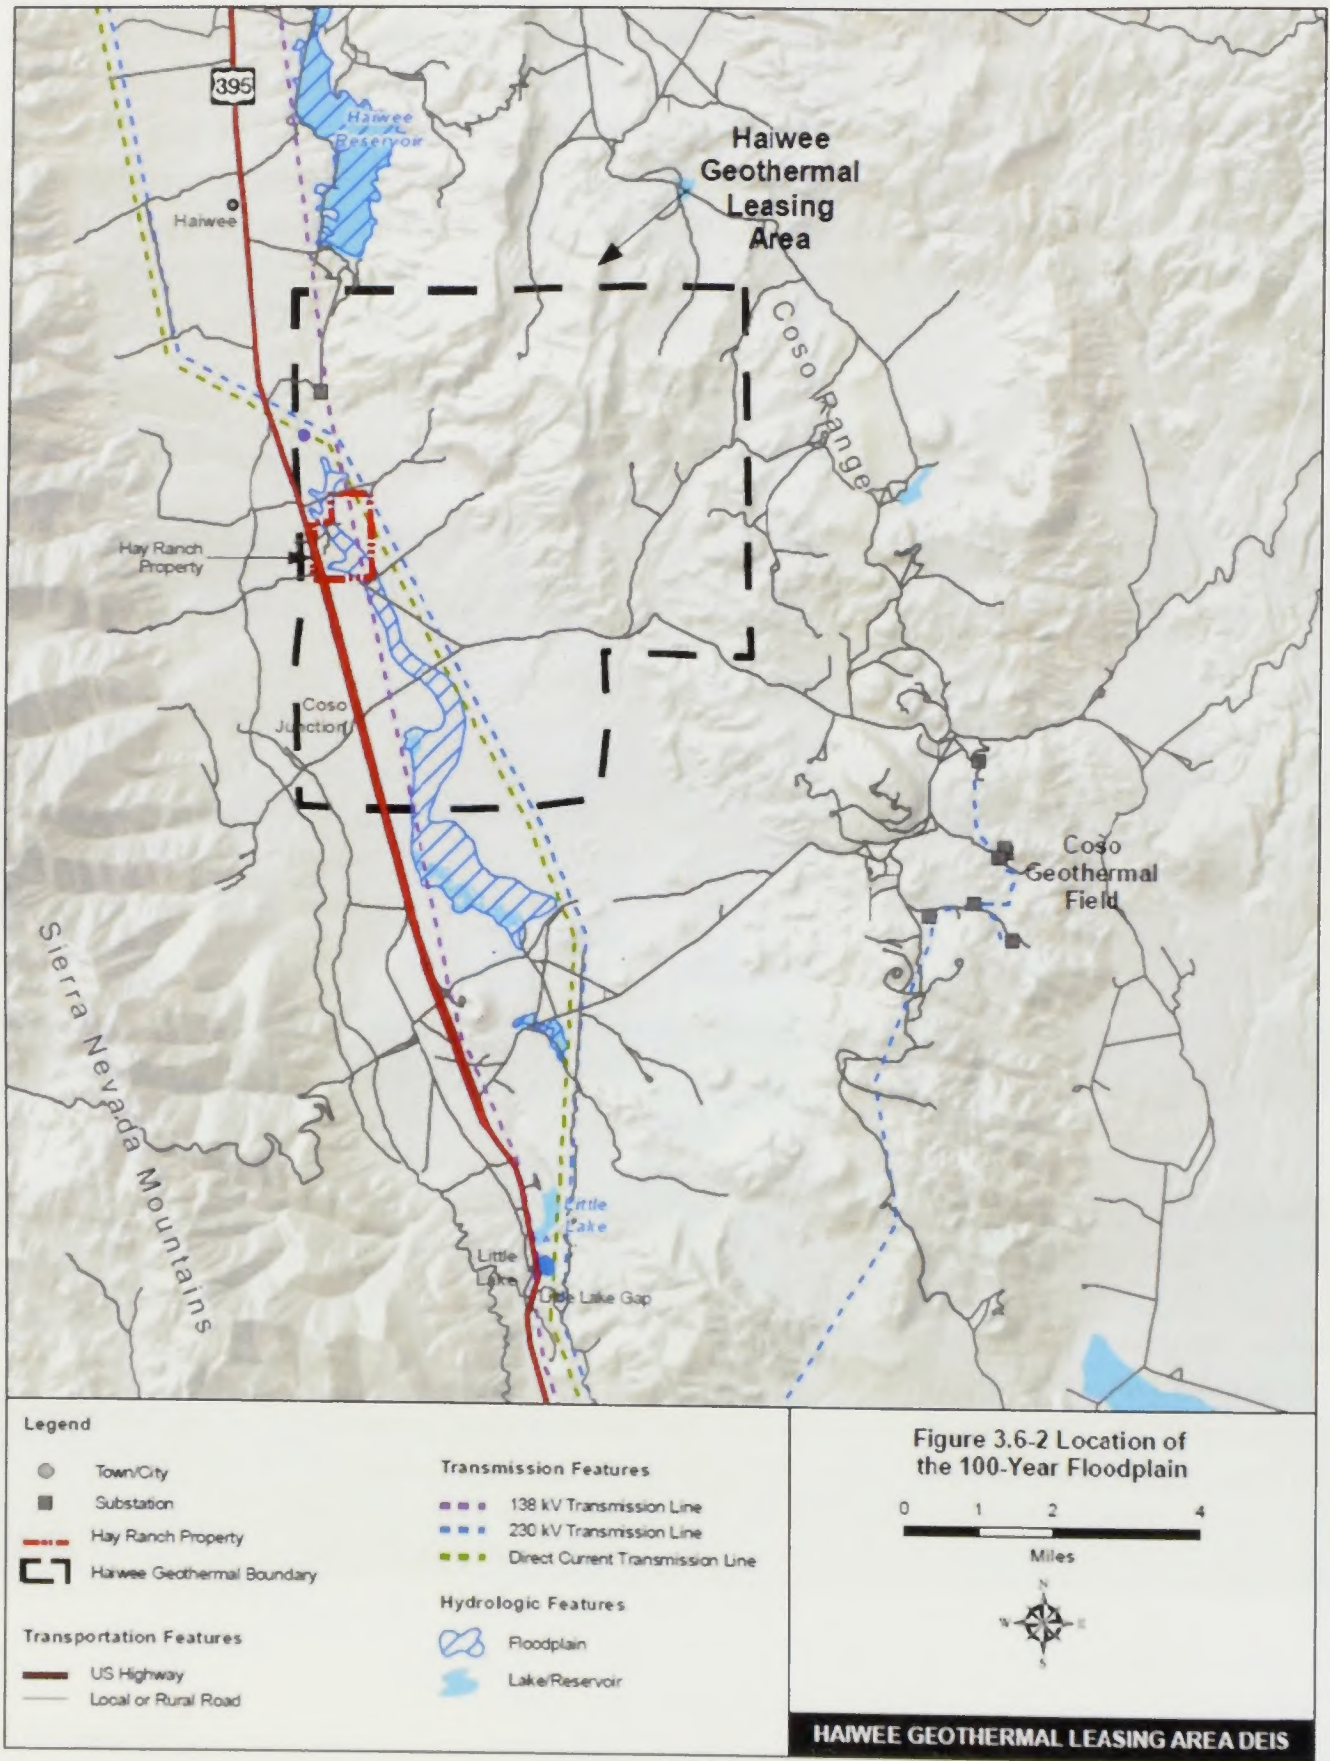 395
Haiwee
Reservoir
Haiwee
Geothermal
Leasing
Area
Haiwee
Coso Range
Hay Ranch
Property
Coso
Junction
Coso
Geothermal
Field
Sierra Nevada Mountains
Little
Lake
Little
Lake
Little Lake Gap
Legend
Town/City
Substation
Hay Ranch Property
Haiwee Geothermal Boundary
Transportation Features
US Highway
Local or Rural Road
Transmission Features
138 kV Transmission Line
230 kV Transmission Line
Direct Current Transmission Line
Hydrologic Features
Floodplain
Lake/Reservoir
Figure 3.6-2 Location of
the 100-Year Floodplain
0 1 2 4
Miles
N
W E
S
HAIWEE GEOTHERMAL LEASING AREA DEIS